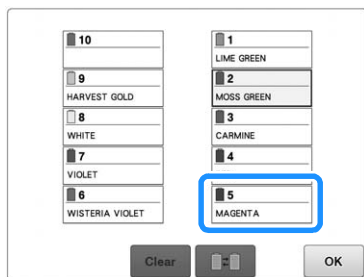 10
9
HARVEST GOLD
8
WHITE
7
VIOLET
6
WISTERIA VIOLET
1
LIME GREEN
2
MOSS GREEN
3
CARMINE
4
5
MAGENTA
Clear
OK